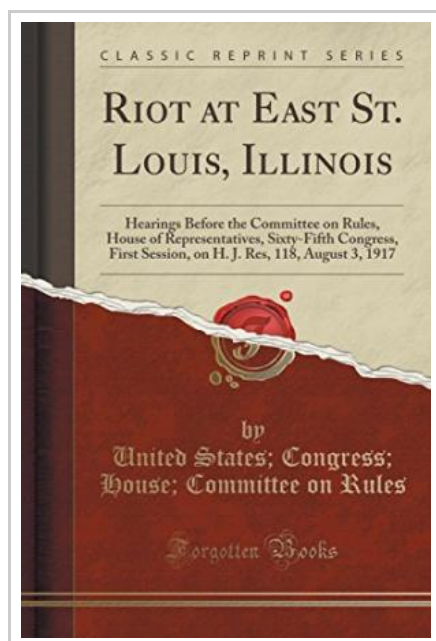 CLASSIC REPRINT SERIES
RIOT AT EAST ST.
LOUIS, ILLINOIS
Hearings Before the Committee on Rules,
House of Representatives, Sixty-Fifth Congress,
First Session, on H. J. Res, 118, August 3, 1917
by
United States; Congress;
House; Committee on Rules
Forgotten Books